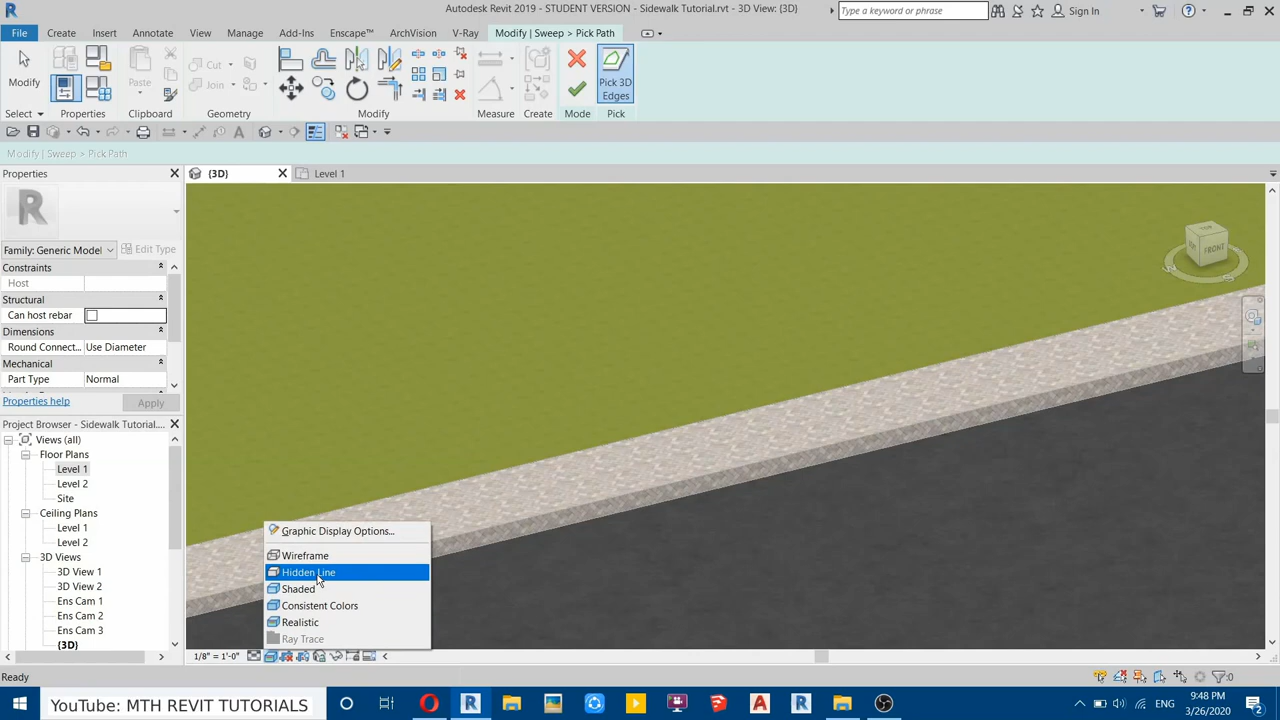 Autodesk Revit 2019 - STUDENT VERSION - Sidewalk Tutorial.rvt - 3D View: {3D}
Type a keyword or phrase
Sign In
File Create Insert Annotate View Manage Add-Ins Enscape™ ArchVision V-Ray Modify | Sweep > Pick Path
Modify
Cut
Join
Paste
Pick 3D
Edges
Select Properties Clipboard Geometry Modify Measure Create Mode Pick
Modify | Sweep > Pick Path
Properties
{3D}
Level 1
R
Family: Generic Model
Edit Type
Constraints
Host
Structural
Can host rebar
Dimensions
Round Connect... Use Diameter
Mechanical
Part Type Normal
Properties help
Apply
Project Browser - Sidewalk Tutorial....
Views (all)
Floor Plans
Level 1
Level 2
Site
Ceiling Plans
Level 1
Level 2
3D Views
3D View 1
3D View 2
Ens Cam 1
Ens Cam 2
Ens Cam 3
{3D}
TOP
FRONT
Graphic Display Options...
Wireframe
Hidden Line
Shaded
Consistent Colors
Realistic
Ray Trace
1/8" = 1'-0"
Ready
:0
YouTube: MTH REVIT TUTORIALS
ENG
9:48 PM
3/26/2020
2